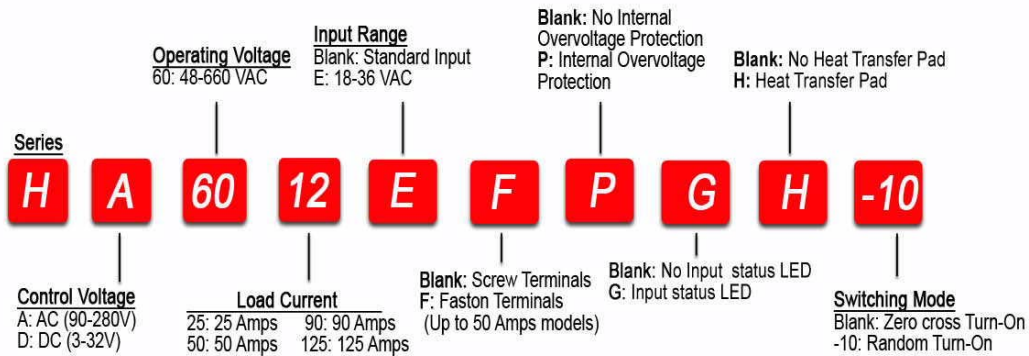 Operating Voltage
60: 48-660 VAC
Input Range
Blank: Standard Input
E: 18-36 VAC
Blank: No Internal
Overvoltage Protection
P: Internal Overvoltage
Protection
Blank: No Heat Transfer Pad
H: Heat Transfer Pad
Series
H A 60 12 E F P G H -10
Control Voltage
A: AC (90-280V)
D: DC (3-32V)
Load Current
25: 25 Amps 90: 90 Amps
50: 50 Amps 125: 125 Amps
Blank: Screw Terminals
F: Faston Terminals
(Up to 50 Amps models)
Blank: No Input status LED
G: Input status LED
Switching Mode
Blank: Zero cross Turn-On
-10: Random Turn-On